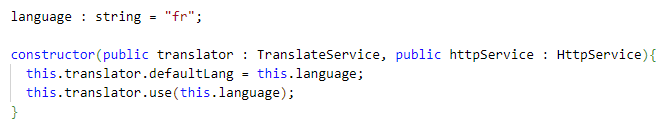 language : string = "fr";
constructor(public translator : TranslateService, public httpService : HttpService){
this.translator.defaultLang = this.language;
this.translator.use(this.language);
}